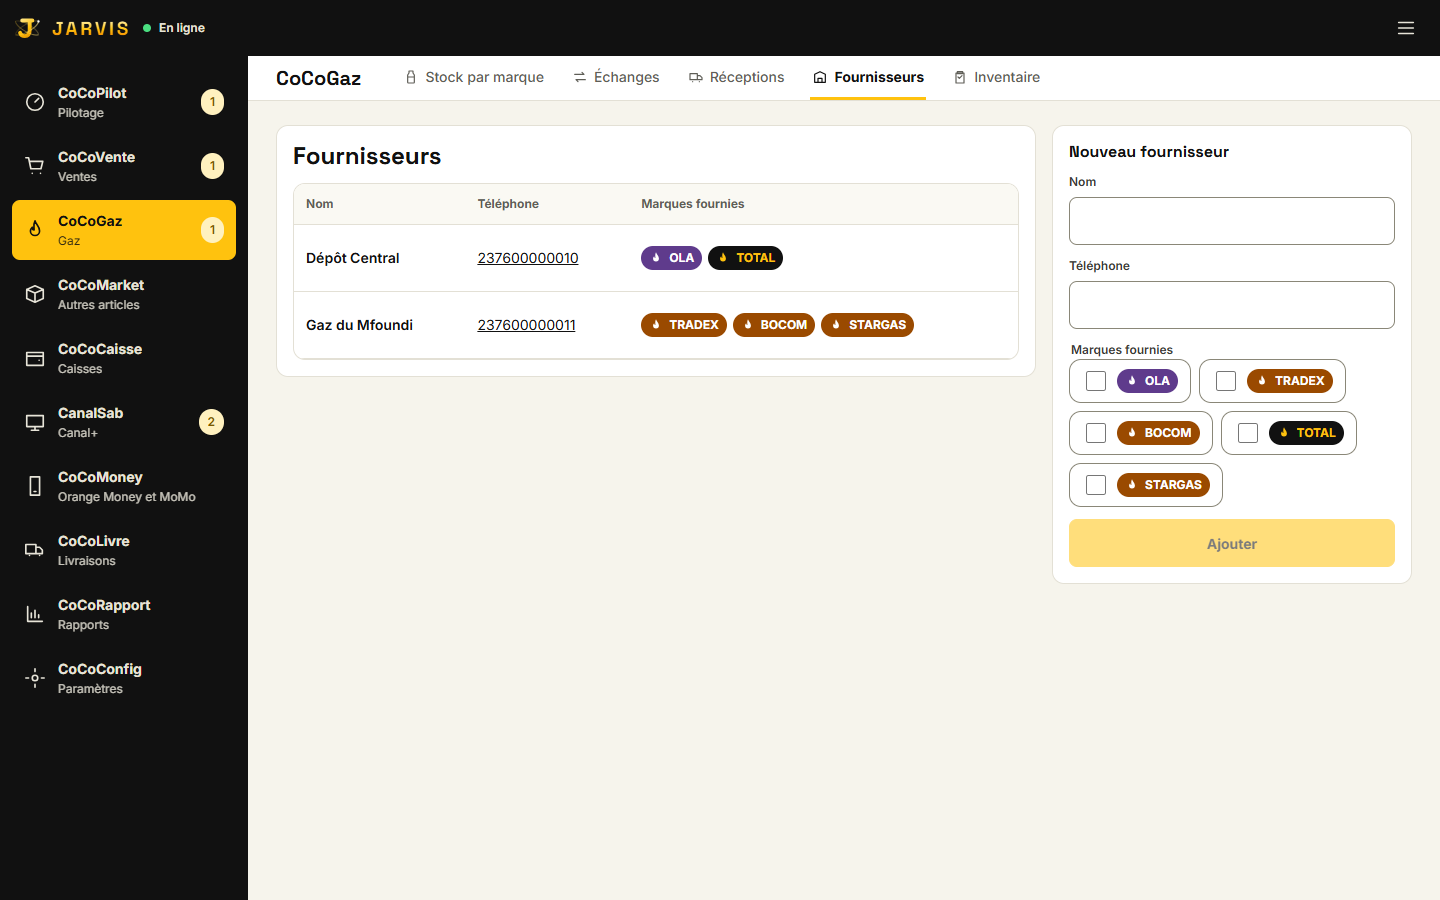 JARVIS
En ligne
CoCoPilot
Pilotage
1
CoCoVente
Ventes
1
CoCoGaz
Gaz
1
CoCoMarket
Autres articles
CoCoCaisse
Caisses
CanalSab
Canal+
2
CoCoMoney
Orange Money et MoMo
CoCoLivre
Livraisons
CoCoRapport
Rapports
CoCoConfig
Paramètres
CoCoGaz
Stock par marque
Échanges
Réceptions
Fournisseurs
Inventaire
Fournisseurs
Nom Téléphone Marques fournies
Dépôt Central 237600000010 OLA TOTAL
Gaz du Mfoundi 237600000011 TRADEX BOCOM STARGAS
Nouveau fournisseur
Nom
Téléphone
Marques fournies
OLA TRADEX
BOCOM TOTAL
STARGAS
Ajouter